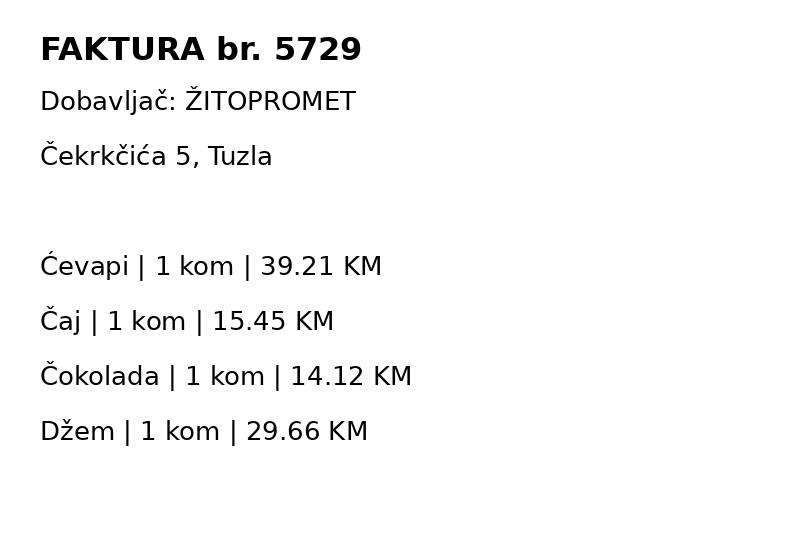 FAKTURA br. 5729
Dobavljač: ŽITOPROMET
Čekrkčića 5, Tuzla
Ćevapi | 1 kom | 39.21 KM
Čaj | 1 kom | 15.45 KM
Čokolada | 1 kom | 14.12 KM
Džem | 1 kom | 29.66 KM